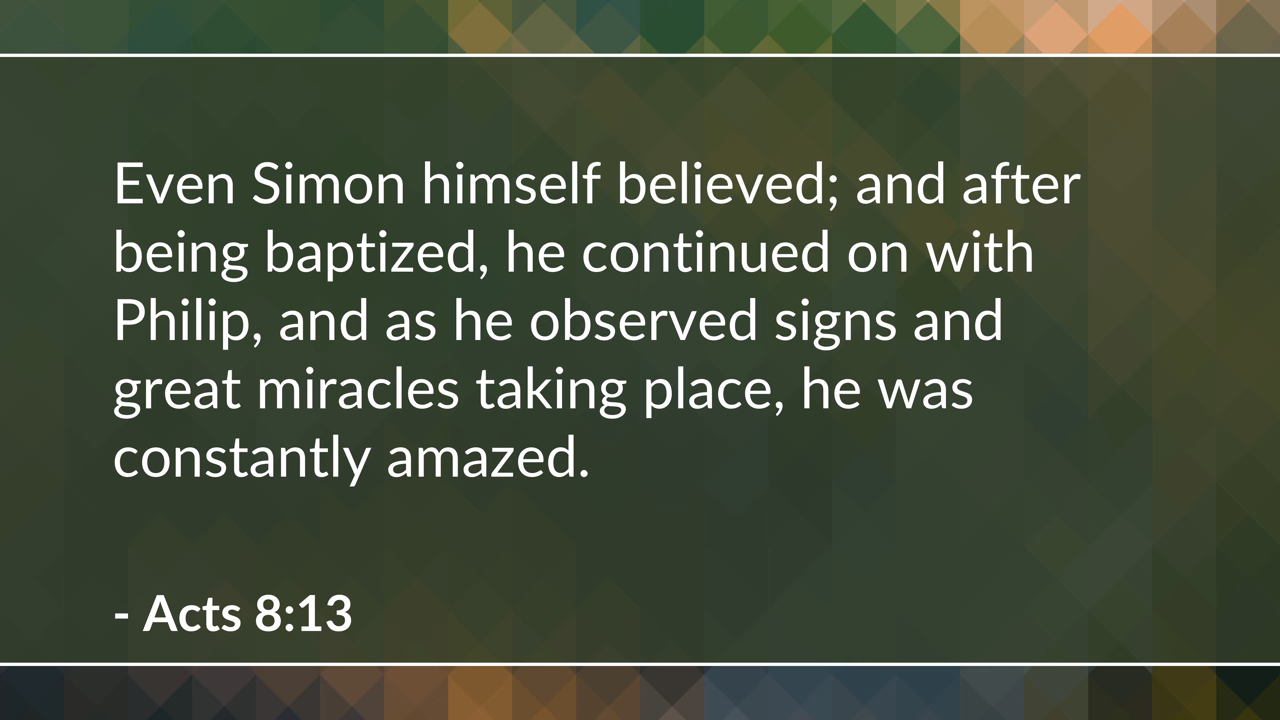 Even Simon himself believed; and after
being baptized, he continued on with
Philip, and as he observed signs and
great miracles taking place, he was
constantly amazed.
- Acts 8:13